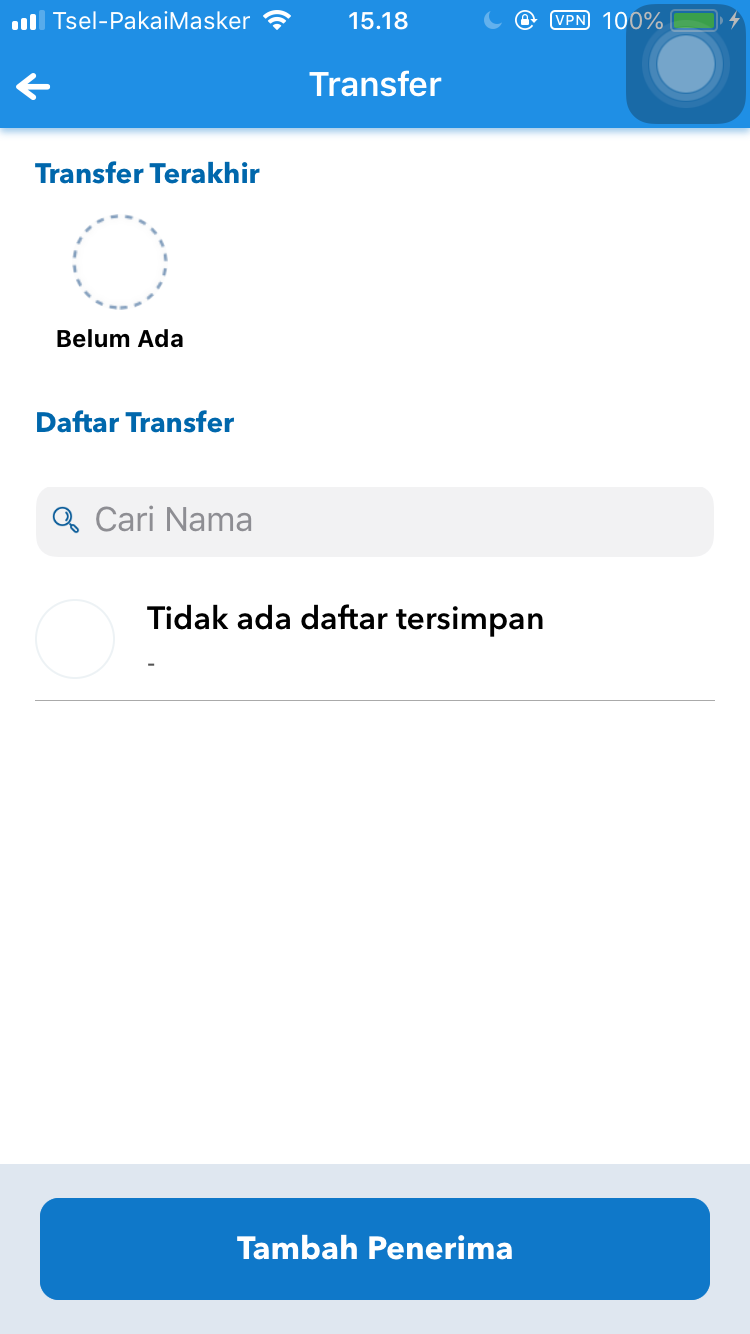 Tsel-PakaiMasker 15.18 VPN 100%
Transfer
Transfer Terakhir
Belum Ada
Daftar Transfer
Cari Nama
Tidak ada daftar tersimpan
-
Tambah Penerima